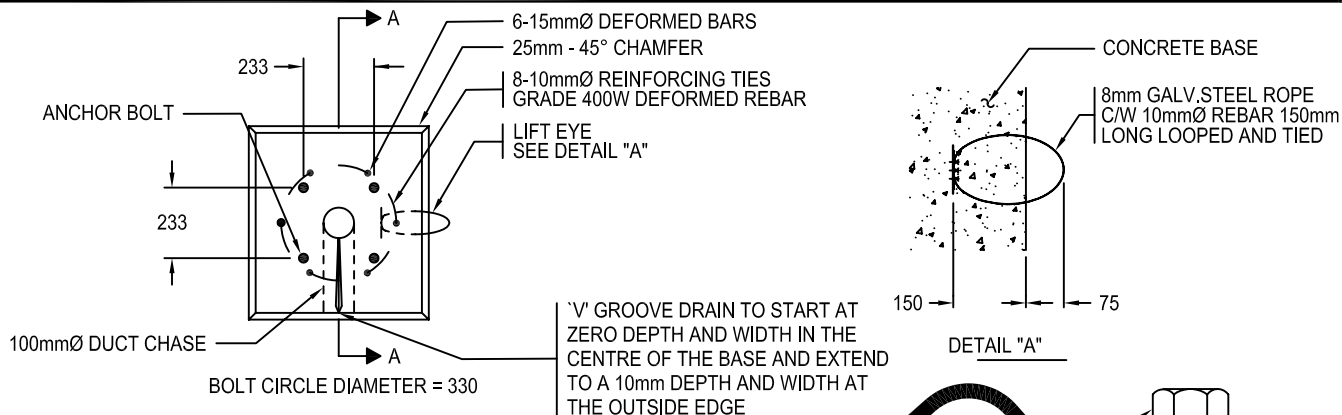 A
6-15mmØ DEFORMED BARS
25mm - 45° CHAMFER
233
8-10mmØ REINFORCING TIES
GRADE 400W DEFORMED REBAR
ANCHOR BOLT
LIFT EYE
SEE DETAIL "A"
233
100mmØ DUCT CHASE
A
BOLT CIRCLE DIAMETER = 330
`V' GROOVE DRAIN TO START AT
ZERO DEPTH AND WIDTH IN THE
CENTRE OF THE BASE AND EXTEND
TO A 10mm DEPTH AND WIDTH AT
THE OUTSIDE EDGE
CONCRETE BASE
8mm GALV.STEEL ROPE
C/W 10mmØ REBAR 150mm
LONG LOOPED AND TIED
150
75
DETAIL "A"